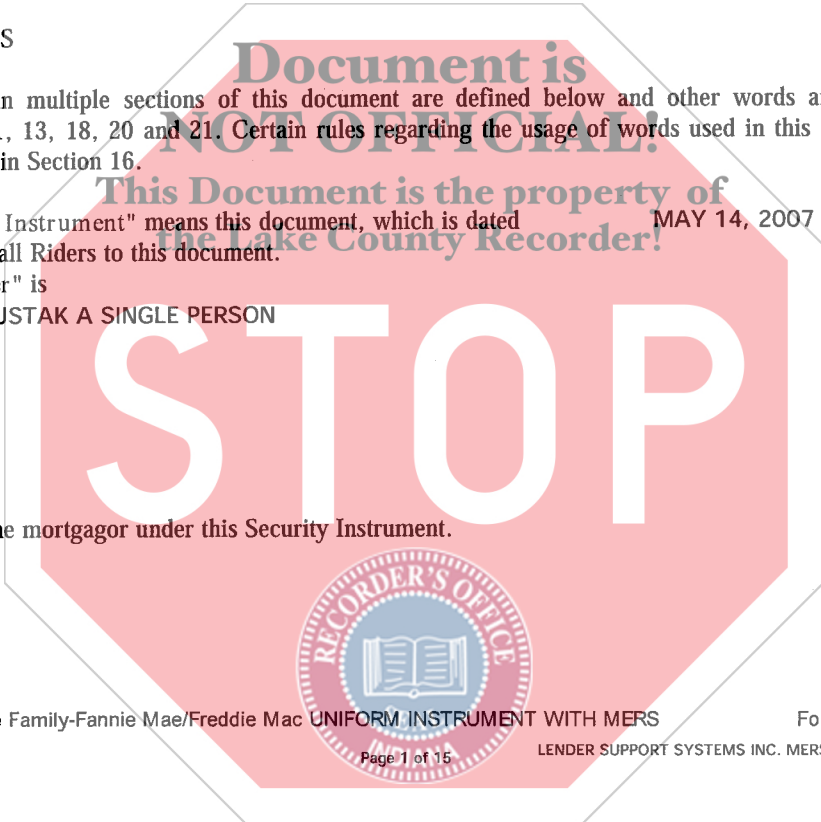 S
Document is
n multiple sections of this document are defined below and other words a
NOT OFFICIAL!
, 13, 18, 20 and 21. Certain rules regarding the usage of words used in this
in Section 16.
This Document is the property of
Instrument" means this document, which is dated MAY 14, 2007
the Lake County Recorder!
all Riders to this document.
r" is
USTAK A SINGLE PERSON
STOP
e mortgagor under this Security Instrument.
RECORDER'S OFFICE
SEAL
INDIANA
Family-Fannie Mae/Freddie Mac UNIFORM INSTRUMENT WITH MERS Fo
Page 1 of 15
LENDER SUPPORT SYSTEMS INC. MERS